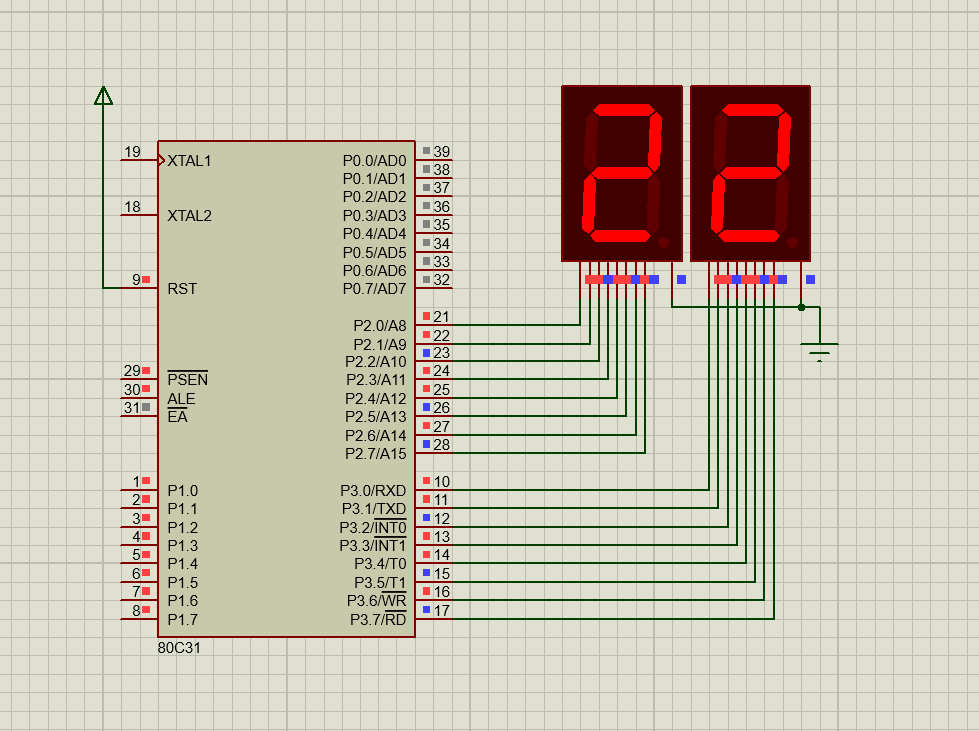 19 XTAL1
18 XTAL2
9 RST
29 PSEN
30 ALE
31 EA
1 P1.0
2 P1.1
3 P1.2
4 P1.3
5 P1.4
6 P1.5
7 P1.6
8 P1.7
P0.0/AD0 39
P0.1/AD1 38
P0.2/AD2 37
P0.3/AD3 36
P0.4/AD4 35
P0.5/AD5 34
P0.6/AD6 33
P0.7/AD7 32
P2.0/A8 21
P2.1/A9 22
P2.2/A10 23
P2.3/A11 24
P2.4/A12 25
P2.5/A13 26
P2.6/A14 27
P2.7/A15 28
P3.0/RXD 10
P3.1/TXD 11
P3.2/INT0 12
P3.3/INT1 13
P3.4/T0 14
P3.5/T1 15
P3.6/WR 16
P3.7/RD 17
80C31
22